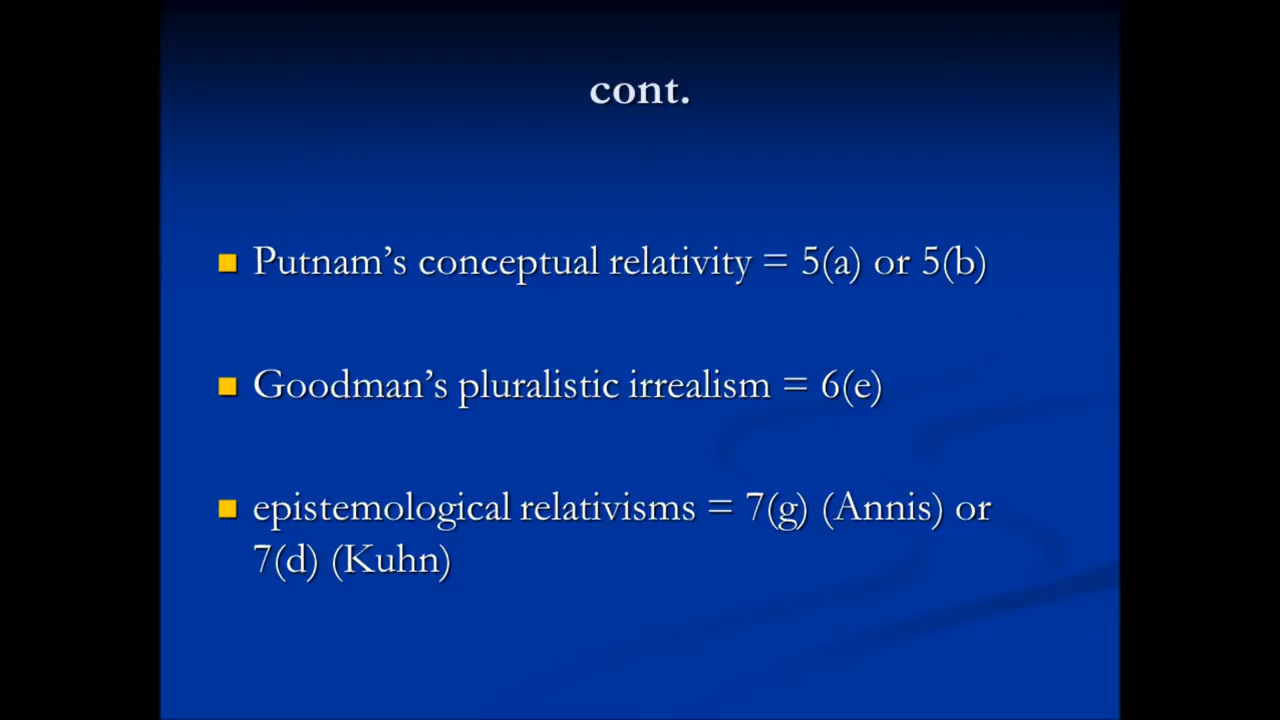 cont.
Putnam’s conceptual relativity = 5(a) or 5(b)
Goodman’s pluralistic irrealism = 6(e)
epistemological relativisms = 7(g) (Annis) or
7(d) (Kuhn)